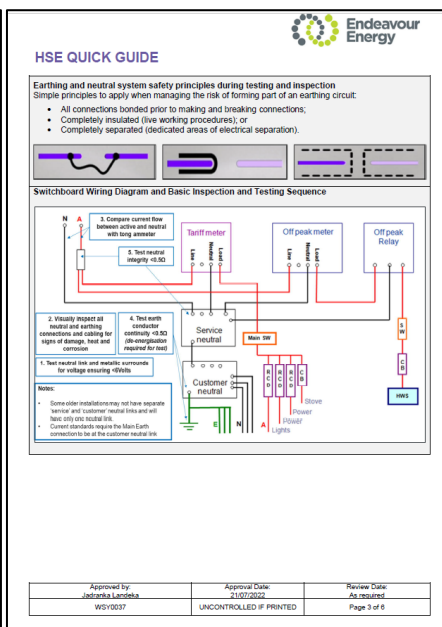 Endeavour
Energy
HSE QUICK GUIDE
Earthing and neutral system safety principles during testing and inspection
Simple principles to apply when managing the risk of forming part of an earthing circuit:
• All connections bonded prior to making and breaking connections;
• Completely insulated (live working procedures); or
• Completely separated (dedicated areas of electrical separation).
Switchboard Wiring Diagram and Basic Inspection and Testing Sequence
N A
3. Compare current flow
between active and neutral
with tong ammeter
5. Test neutral
integrity <0.5Ω
Tariff meter
Line
Neutral
Load
Off peak meter
Line
Neutral
Load
Off peak
Relay
2. Visually inspect all
neutral and earthing
connections and cabling for
signs of damage, heat and
corrosion
4. Test earth
conductor
continuity <0.5Ω
(de-energisation
required for test)
1. Test neutral link and metallic surrounds
for voltage ensuring <6Volts
Service
neutral
Main SW
Customer
neutral
RCD
RCD
RCD
CB
SW
CB
HWS
Stove
Power
Power
Lights
E N A
Notes:
• Some older installations may not have separate
'service' and 'customer' neutral links and will
have only one neutral link.
• Current standards require the Main Earth
connection to be at the customer neutral link
Approved by:
Jadranka Landeka
Approval Date:
21/07/2022
Review Date:
As required
WSY0037
UNCONTROLLED IF PRINTED
Page 3 of 6